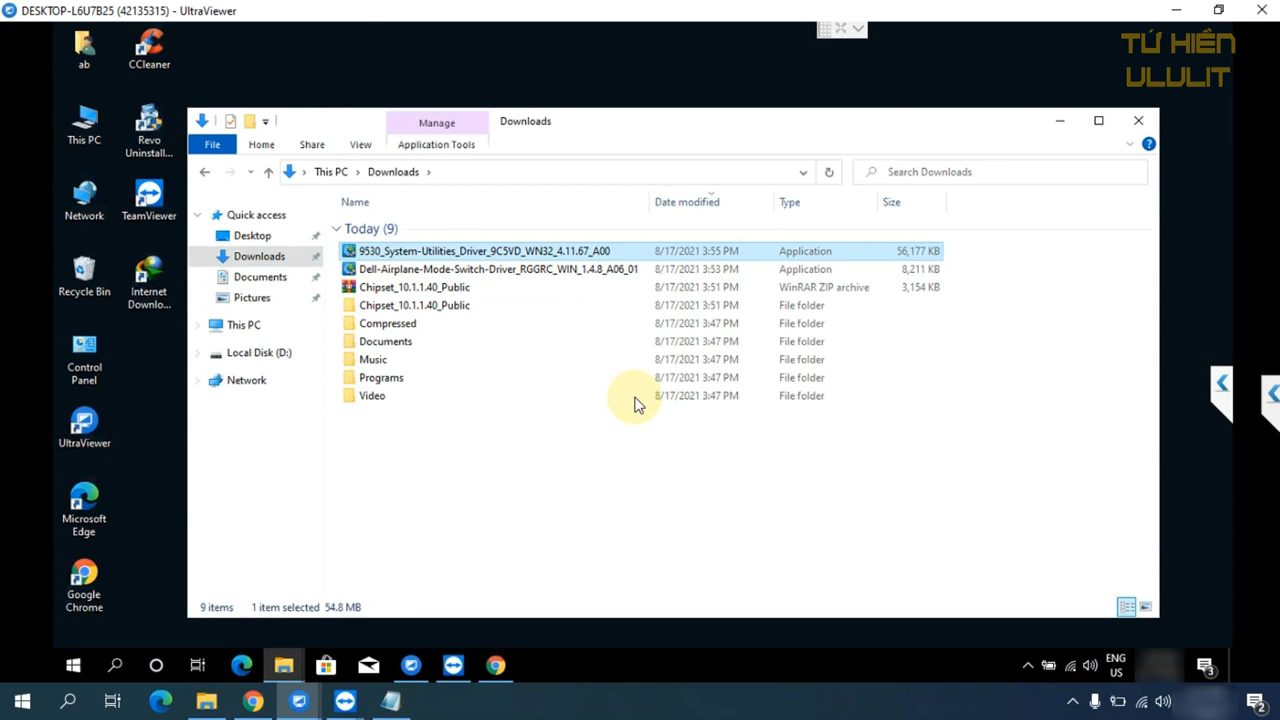 DESKTOP-L6U7B25 (42135315) - UltraViewer
TỨ HIỀN
ULULIT
ab
CCleaner
This PC
Revo
Uninstall...
Network
TeamViewer
Recycle Bin
Internet
Downlo...
Control
Panel
UltraViewer
Microsoft
Edge
Google
Chrome
Manage
Downloads
File
Home
Share
View
Application Tools
This PC
Downloads
Search Downloads
Name
Date modified
Type
Size
Quick access
Desktop
Downloads
Documents
Pictures
This PC
Local Disk (D:)
Network
Today (9)
9530_System-Utilities_Driver_9C5VD_WN32_4.11.67_A00 8/17/2021 3:55 PM Application 56,177 KB
Dell-Airplane-Mode-Switch-Driver_RGGRC_WIN_1.4.8_A06_01 8/17/2021 3:53 PM Application 8,211 KB
Chipset_10.1.1.40_Public 8/17/2021 3:51 PM WinRAR ZIP archive 3,154 KB
Chipset_10.1.1.40_Public 8/17/2021 3:51 PM File folder
Compressed 8/17/2021 3:47 PM File folder
Documents 8/17/2021 3:47 PM File folder
Music 8/17/2021 3:47 PM File folder
Programs 8/17/2021 3:47 PM File folder
Video 8/17/2021 3:47 PM File folder
9 items 1 item selected 54.8 MB
ENG
US
3
2